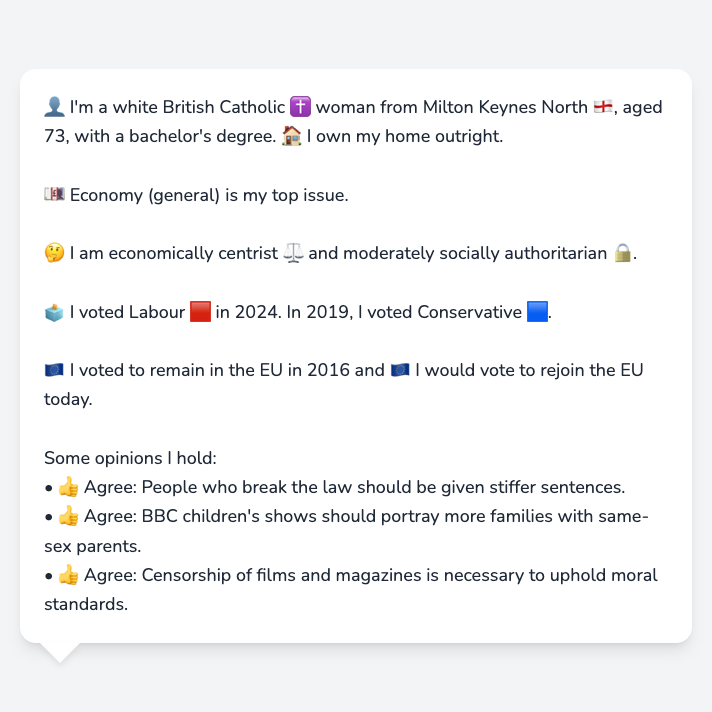 👤 I'm a white British Catholic ✝️ woman from Milton Keynes North 🏴󠁧󠁢󠁥󠁮󠁧󠁿, aged
73, with a bachelor's degree. 🏠 I own my home outright.
💷 Economy (general) is my top issue.
🤔 I am economically centrist ⚖️ and moderately socially authoritarian 🔒.
🗳️ I voted Labour 🟥 in 2024. In 2019, I voted Conservative 🟦.
🇪🇺 I voted to remain in the EU in 2016 and 🇪🇺 I would vote to rejoin the EU
today.
Some opinions I hold:
• 👍 Agree: People who break the law should be given stiffer sentences.
• 👍 Agree: BBC children's shows should portray more families with same-
sex parents.
• 👍 Agree: Censorship of films and magazines is necessary to uphold moral
standards.